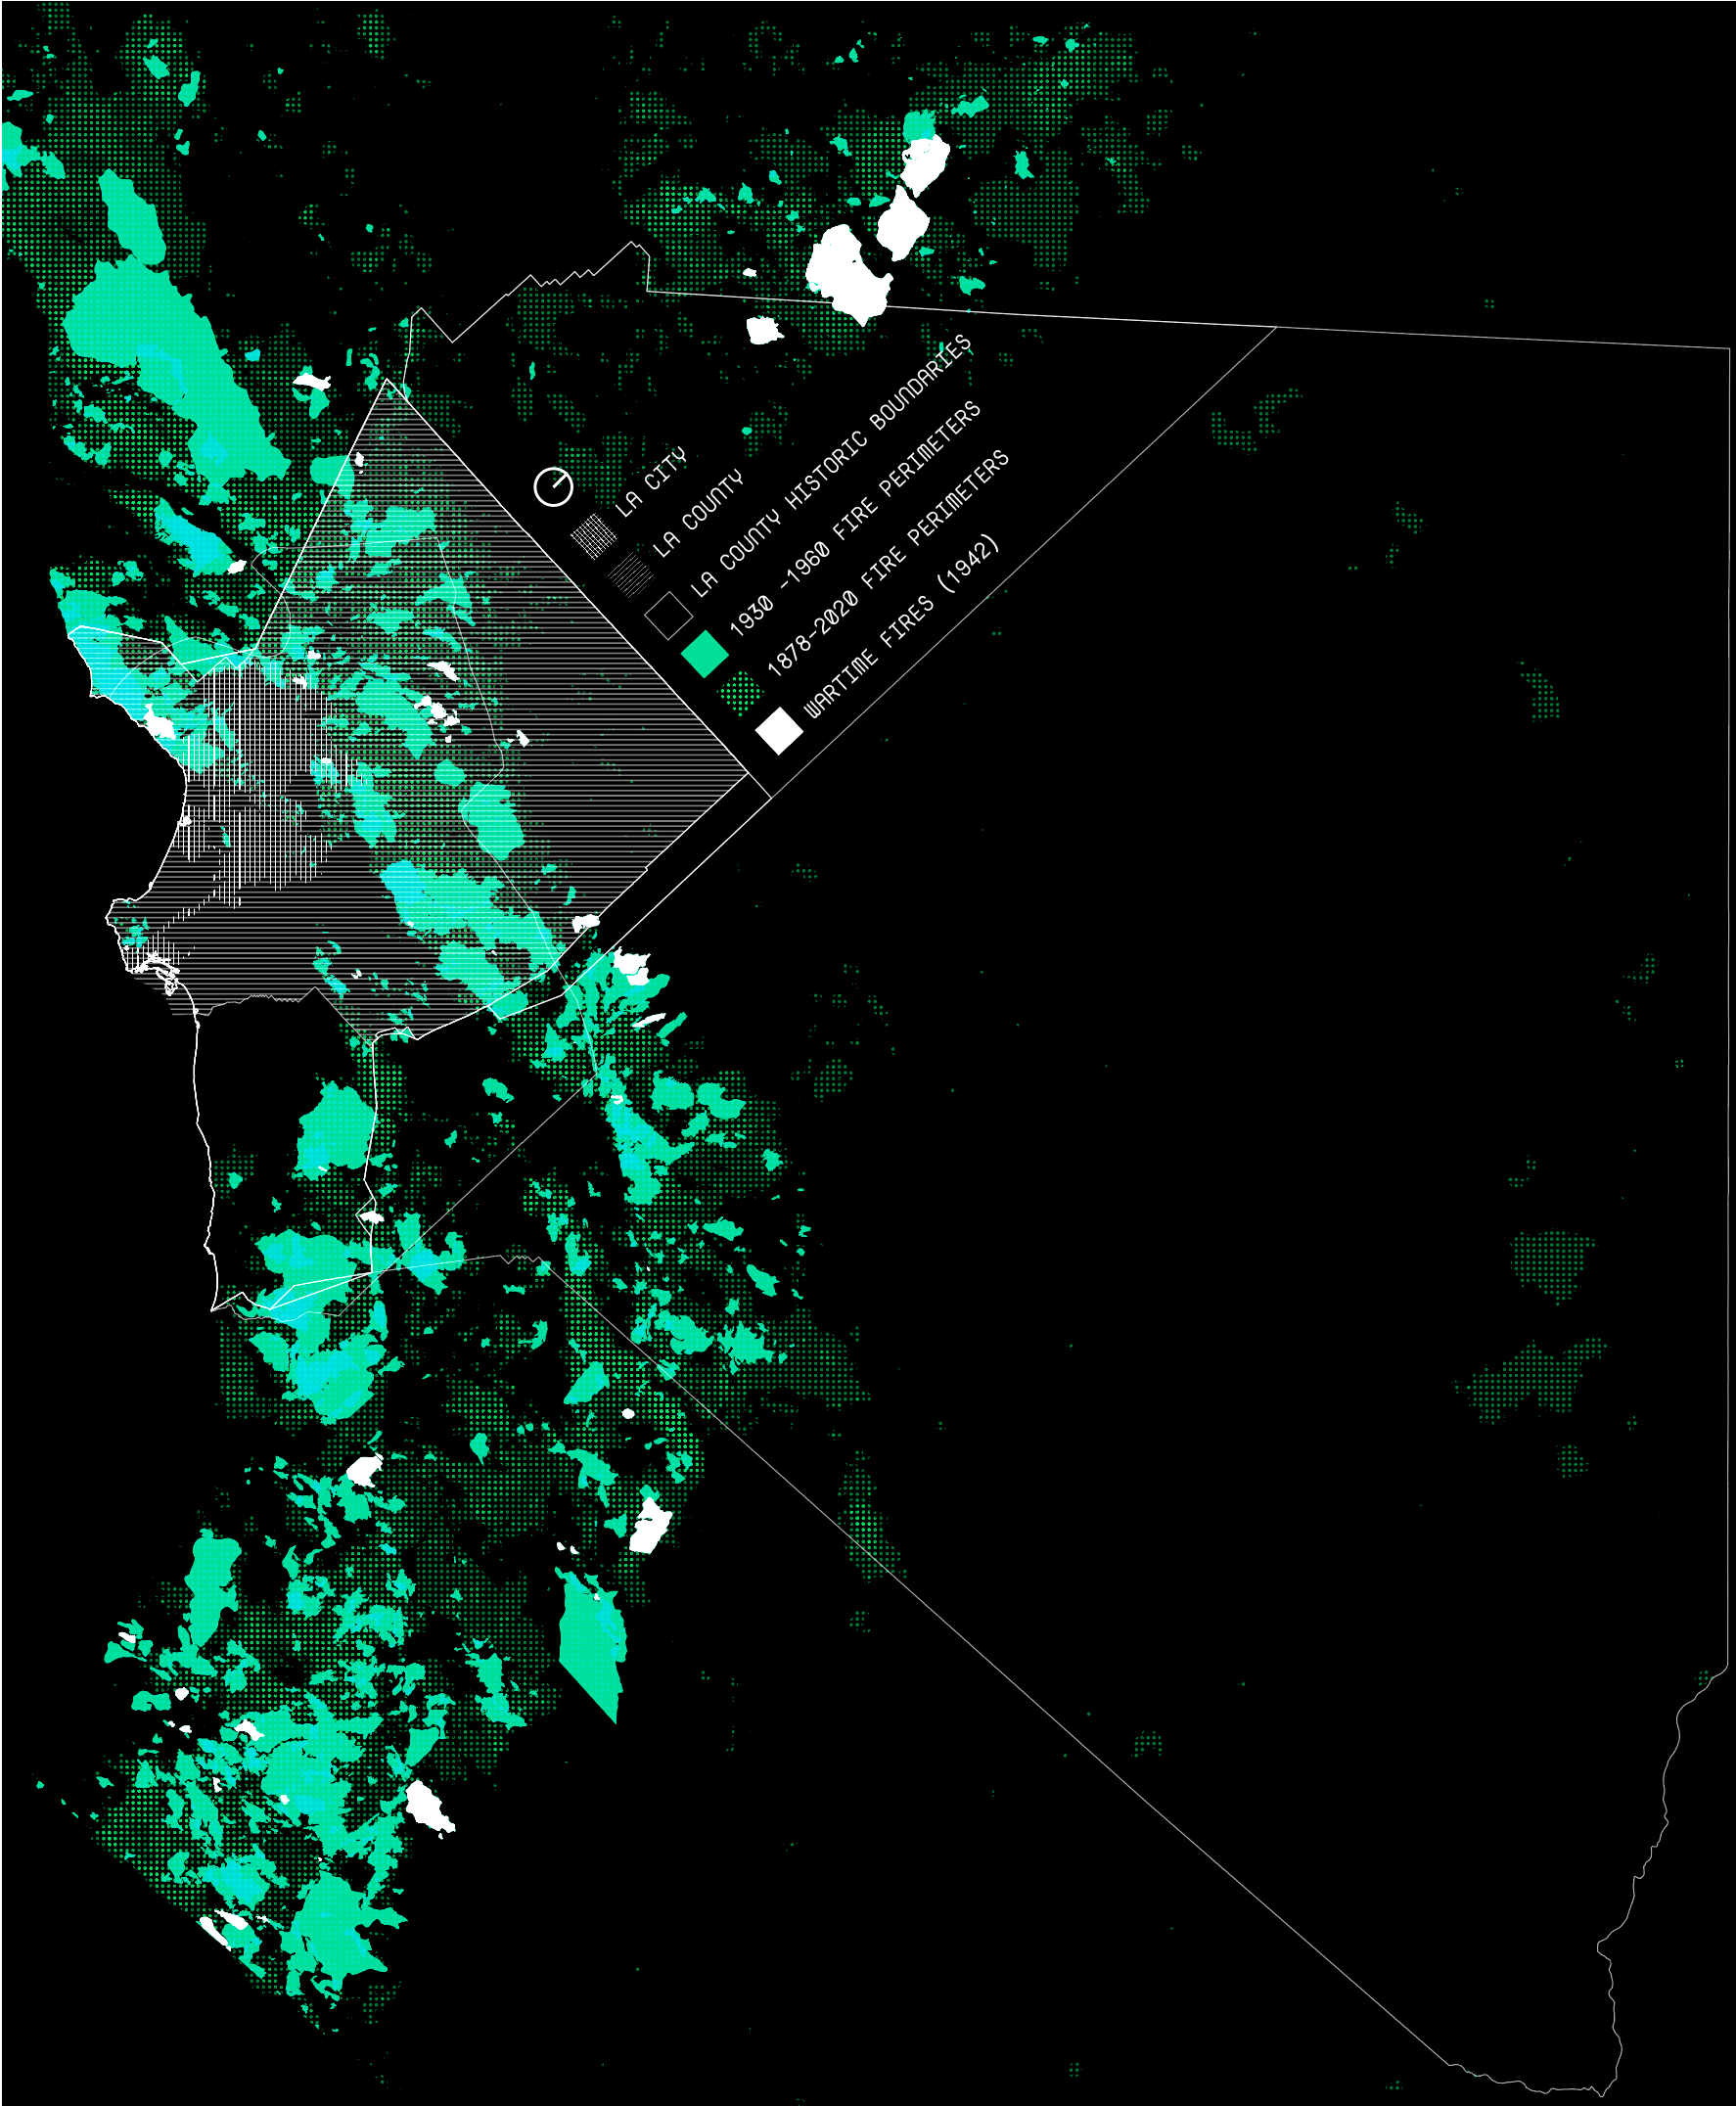 LA CITY
LA COUNTY
LA COUNTY HISTORIC BOUNDARIES
1930 -1960 FIRE PERIMETERS
1878-2020 FIRE PERIMETERS
WARTIME FIRES (1942)